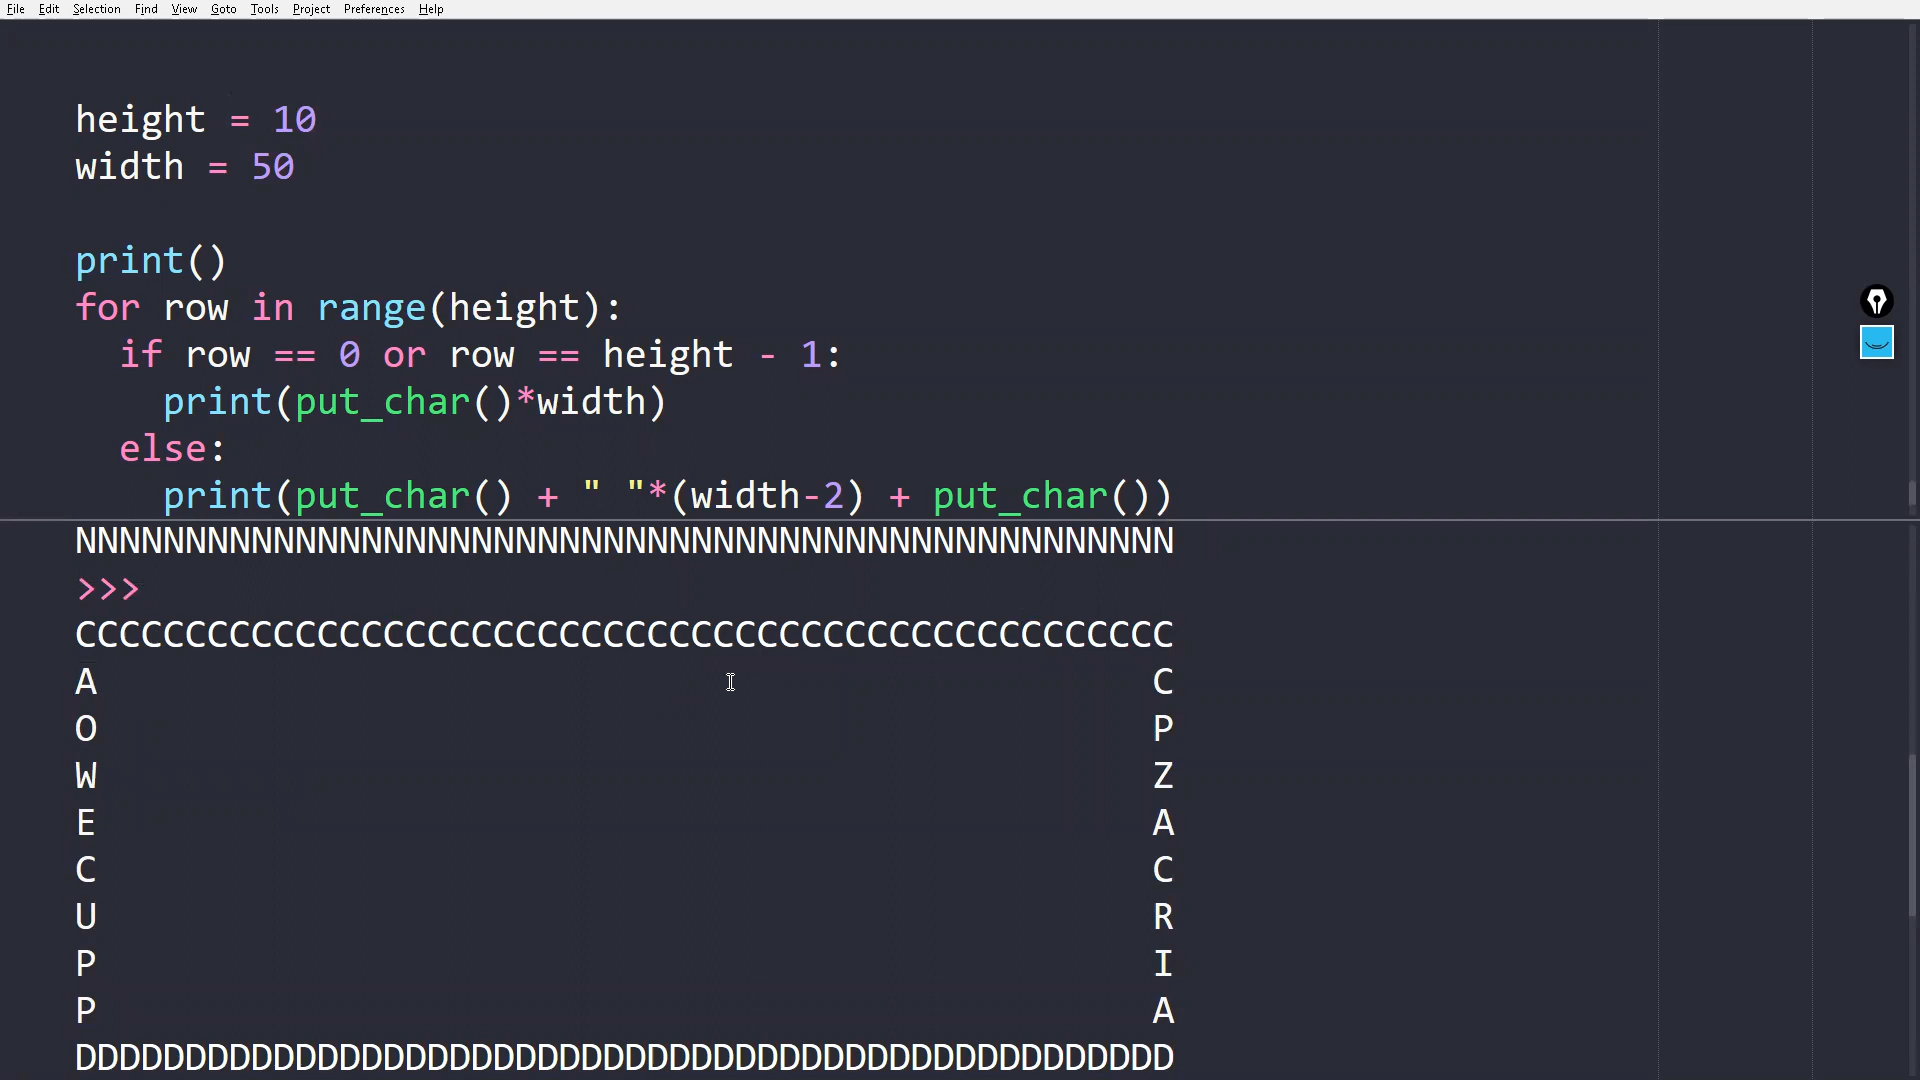 File Edit Selection Find View Goto Tools Project Preferences Help
height = 10
width = 50
print()
for row in range(height):
  if row == 0 or row == height - 1:
    print(put_char()*width)
  else:
    print(put_char() + " "*(width-2) + put_char())
NNNNNNNNNNNNNNNNNNNNNNNNNNNNNNNNNNNNNNNNNNNNNNNNNN
>>>
CCCCCCCCCCCCCCCCCCCCCCCCCCCCCCCCCCCCCCCCCCCCCCCCCC
A                                                C
O                                                P
W                                                Z
E                                                A
C                                                C
U                                                R
P                                                I
P                                                A
DDDDDDDDDDDDDDDDDDDDDDDDDDDDDDDDDDDDDDDDDDDDDDDDDD